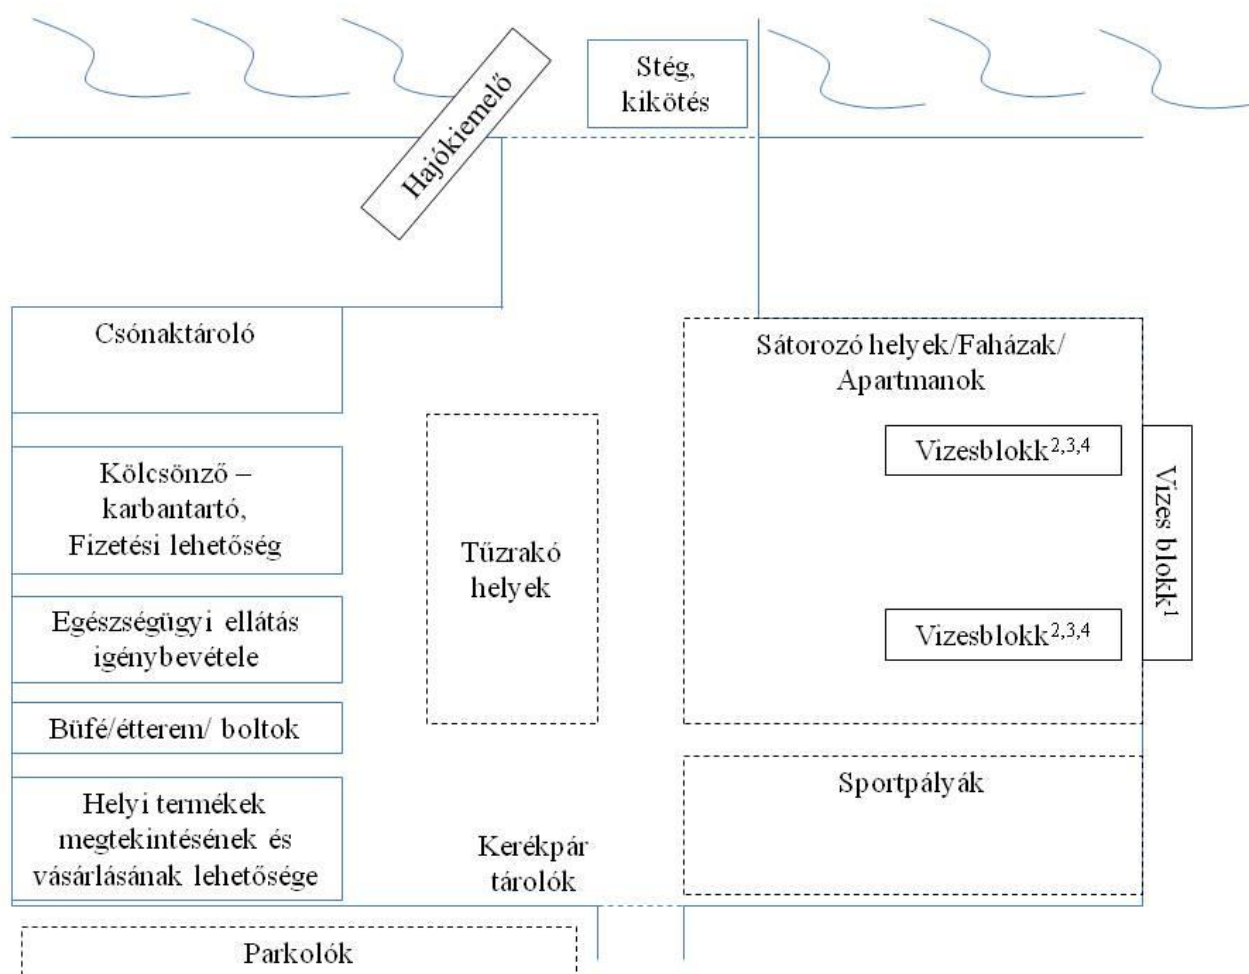 Hajókiemelő
Stég,
kikötés
Csónaktároló
Sátorozó helyek/Faházak/
Apartmanok
Vizesblokk2,3,4
Vizes blokk1
Kölcsönző –
karbantartó,
Fizetési lehetőség
Tűzrakó
helyek
Egészségügyi ellátás
igénybevétele
Vizesblokk2,3,4
Büfé/étterem/ boltok
Sportpályák
Helyi termékek
megtekintésének és
vásárlásának lehetősége
Kerékpár
tárolók
Parkolók